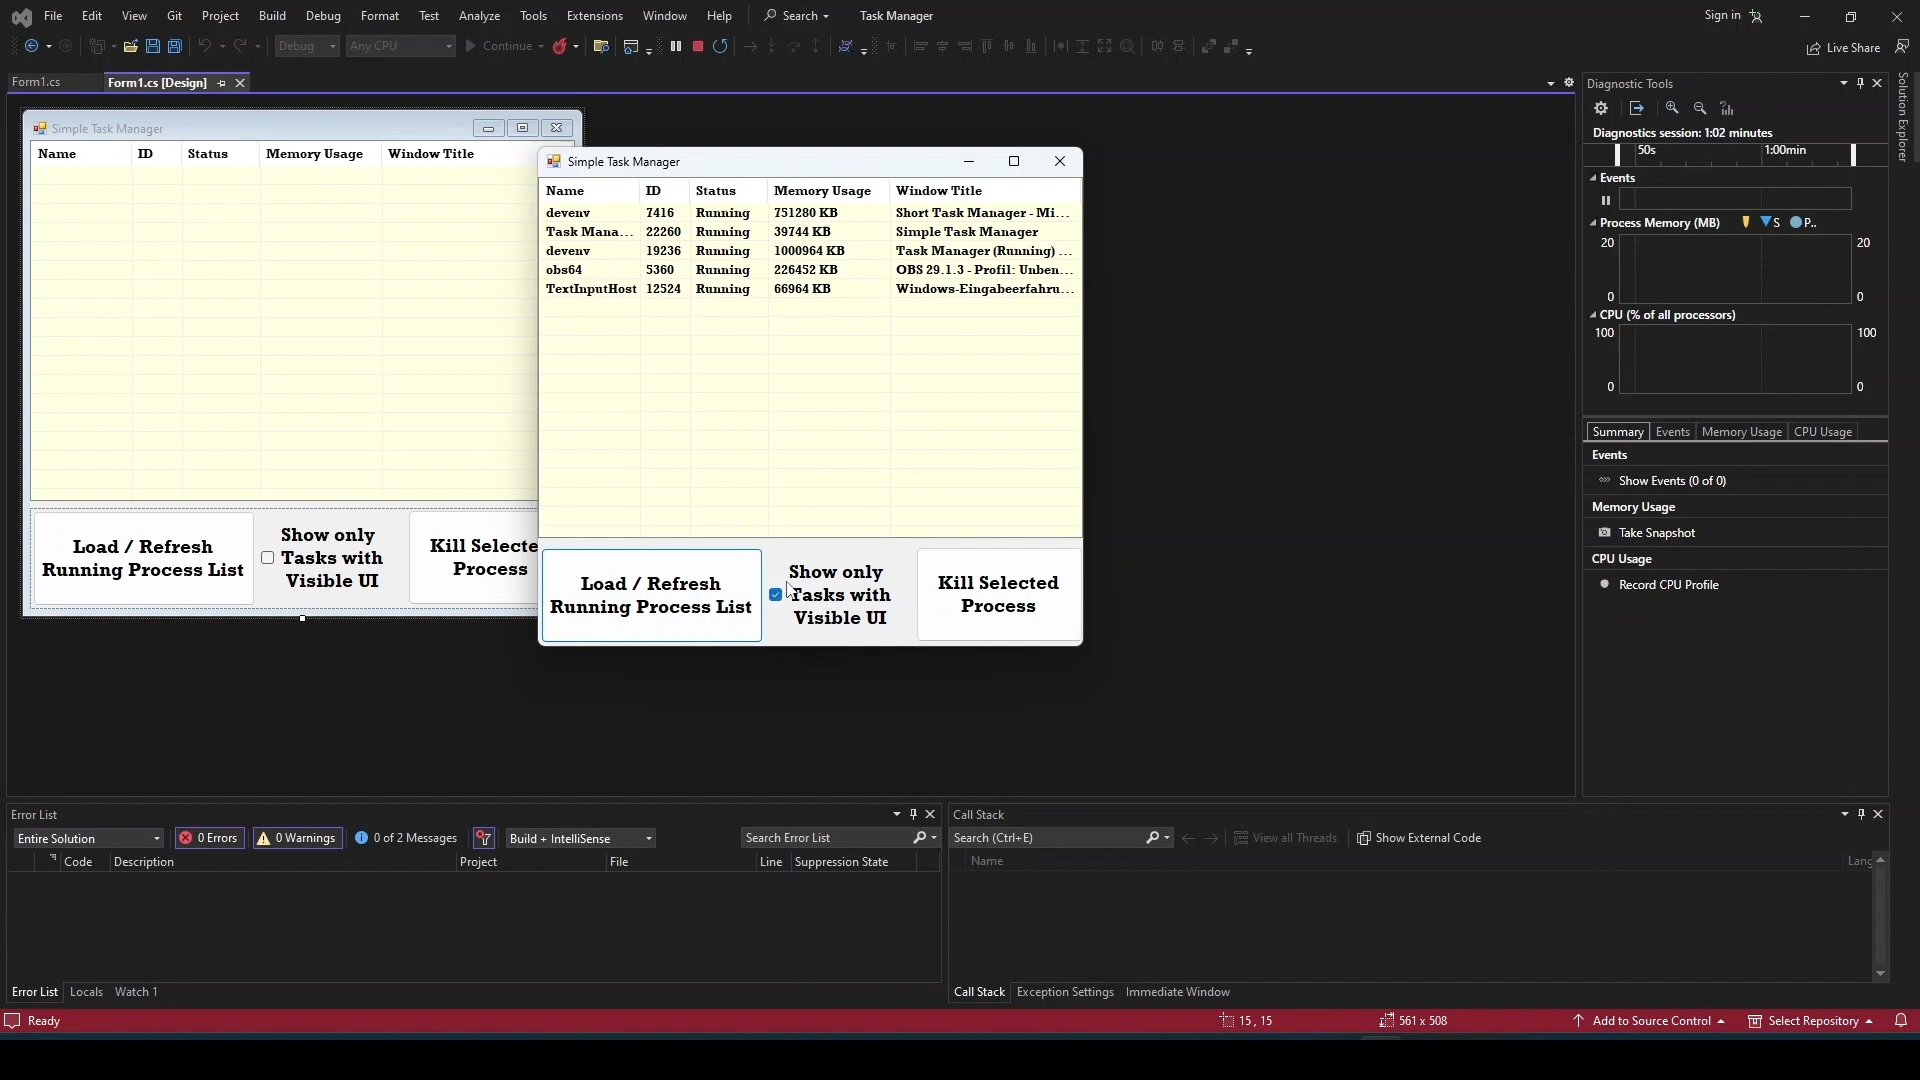 File Edit View Git Project Build Debug Format Test Analyze Tools Extensions Window Help Search Task Manager Sign in
Debug Any CPU Continue Live Share
Form1.cs Form1.cs [Design]
Simple Task Manager
Name ID Status Memory Usage Window Title
Load / Refresh
Running Process List
Show only
Tasks with
Visible UI
Kill Selecte
Process
Simple Task Manager
Name ID Status Memory Usage Window Title
devenv 7416 Running 751280 KB Short Task Manager - Mi...
Task Mana... 22260 Running 39744 KB Simple Task Manager
devenv 19236 Running 1000964 KB Task Manager (Running) ...
obs64 5360 Running 226452 KB OBS 29.1.3 - Profil: Unben...
TextInputHost 12524 Running 66964 KB Windows-Eingabeerfahru...
Load / Refresh
Running Process List
Show only
Tasks with
Visible UI
Kill Selected
Process
Diagnostic Tools
Diagnostics session: 1:02 minutes
50s 1:00min
Events
Process Memory (MB) S P..
20 20
0 0
CPU (% of all processors)
100 100
0 0
Summary Events Memory Usage CPU Usage
Events
Show Events (0 of 0)
Memory Usage
Take Snapshot
CPU Usage
Record CPU Profile
Solution Explorer
Error List
Entire Solution 0 Errors 0 Warnings 0 of 2 Messages Build + IntelliSense Search Error List
Code Description Project File Line Suppression State
Error List Locals Watch 1
Call Stack
Search (Ctrl+E) View all Threads Show External Code
Name Lang
Call Stack Exception Settings Immediate Window
Ready 15 , 15 561 x 508 Add to Source Control Select Repository